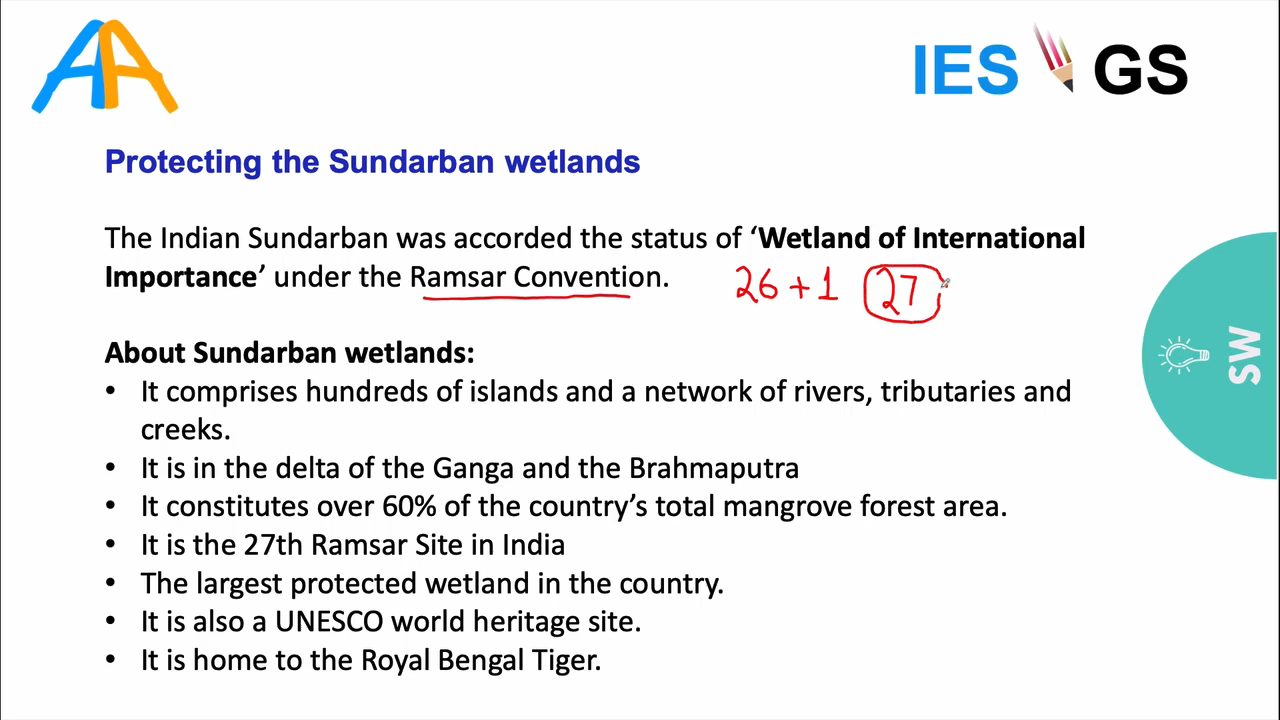 AA
IES GS
Protecting the Sundarban wetlands
The Indian Sundarban was accorded the status of ‘Wetland of International
Importance’ under the Ramsar Convention. 26 + 1 27
SW
About Sundarban wetlands:
• It comprises hundreds of islands and a network of rivers, tributaries and
creeks.
• It is in the delta of the Ganga and the Brahmaputra
• It constitutes over 60% of the country’s total mangrove forest area.
• It is the 27th Ramsar Site in India
• The largest protected wetland in the country.
• It is also a UNESCO world heritage site.
• It is home to the Royal Bengal Tiger.